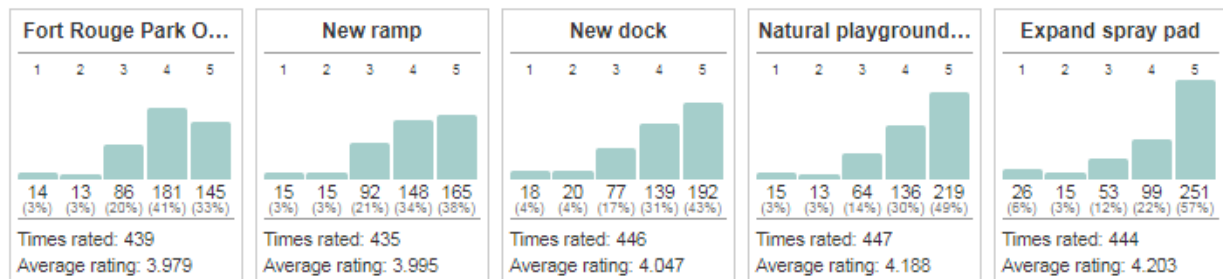 Fort Rouge Park O...
1 2 3 4 5
14 13 86 181 145
(3%) (3%) (20%) (41%) (33%)
Times rated: 439
Average rating: 3.979
New ramp
1 2 3 4 5
15 15 92 148 165
(3%) (3%) (21%) (34%) (38%)
Times rated: 435
Average rating: 3.995
New dock
1 2 3 4 5
18 20 77 139 192
(4%) (4%) (17%) (31%) (43%)
Times rated: 446
Average rating: 4.047
Natural playground...
1 2 3 4 5
15 13 64 136 219
(3%) (3%) (14%) (30%) (49%)
Times rated: 447
Average rating: 4.188
Expand spray pad
1 2 3 4 5
26 15 53 99 251
(6%) (3%) (12%) (22%) (57%)
Times rated: 444
Average rating: 4.203